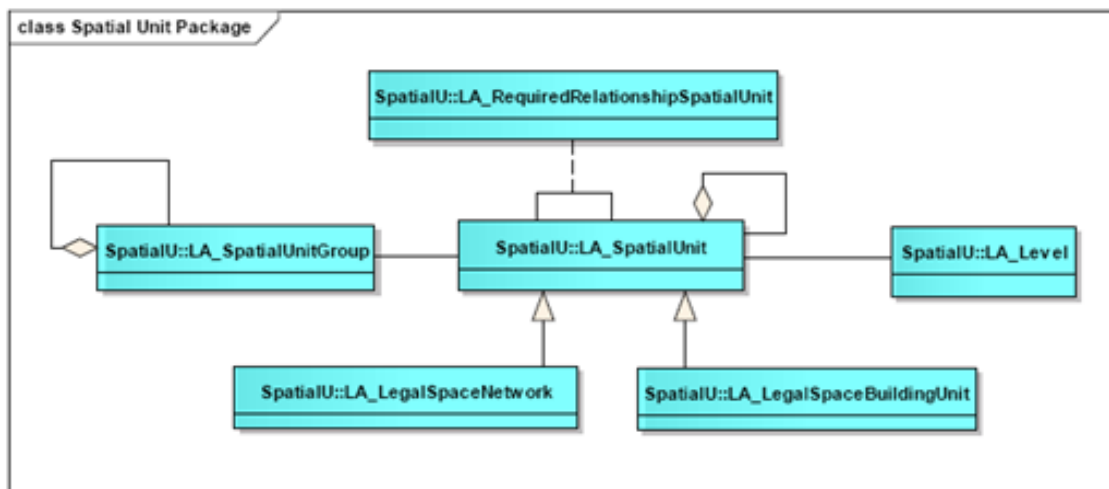 class Spatial Unit Package
SpatialU::LA_RequiredRelationshipSpatialUnit
SpatialU::LA_SpatialUnitGroup
SpatialU::LA_SpatialUnit
SpatialU::LA_Level
SpatialU::LA_LegalSpaceNetwork
SpatialU::LA_LegalSpaceBuildingUnit